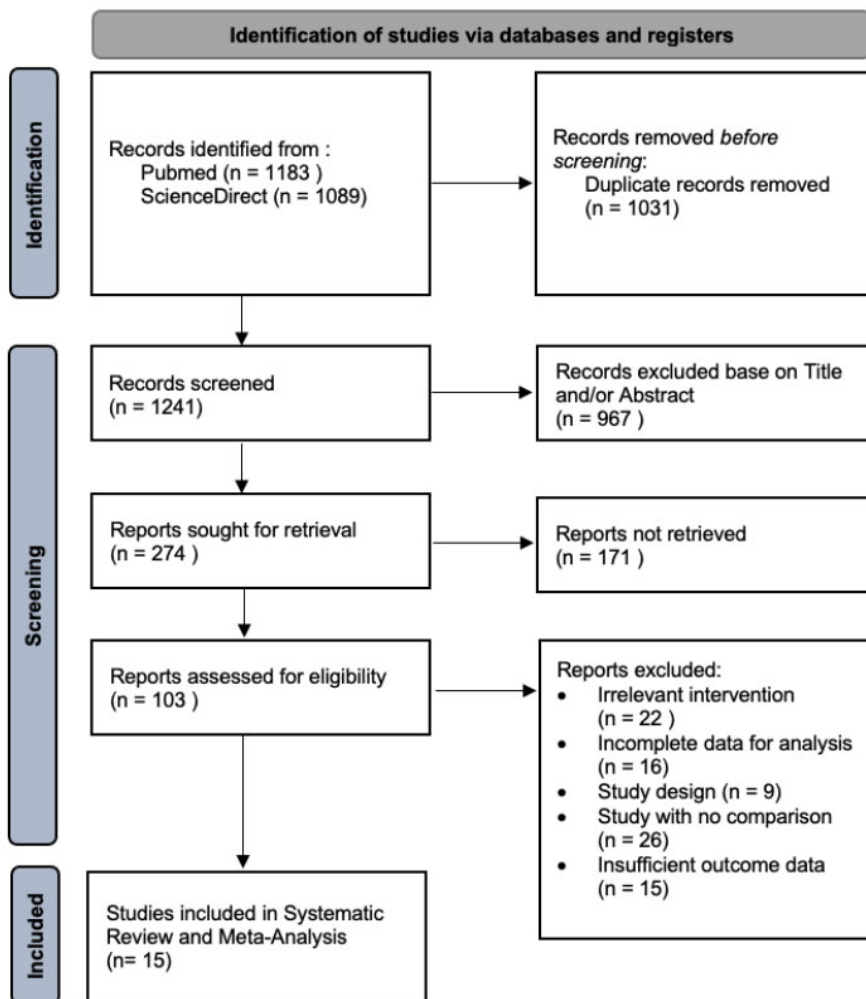 Identification of studies via databases and registers
Identification
Records identified from :
Pubmed (n = 1183 )
ScienceDirect (n = 1089)
Records removed before
screening:
Duplicate records removed
(n = 1031)
Screening
Records screened
(n = 1241)
Records excluded base on Title
and/or Abstract
(n = 967 )
Reports sought for retrieval
(n = 274 )
Reports not retrieved
(n = 171 )
Reports assessed for eligibility
(n = 103 )
Reports excluded:
• Irrelevant intervention
(n = 22 )
• Incomplete data for analysis
(n = 16)
• Study design (n = 9)
• Study with no comparison
(n = 26)
• Insufficient outcome data
(n = 15)
Included
Studies included in Systematic
Review and Meta-Analysis
(n= 15)